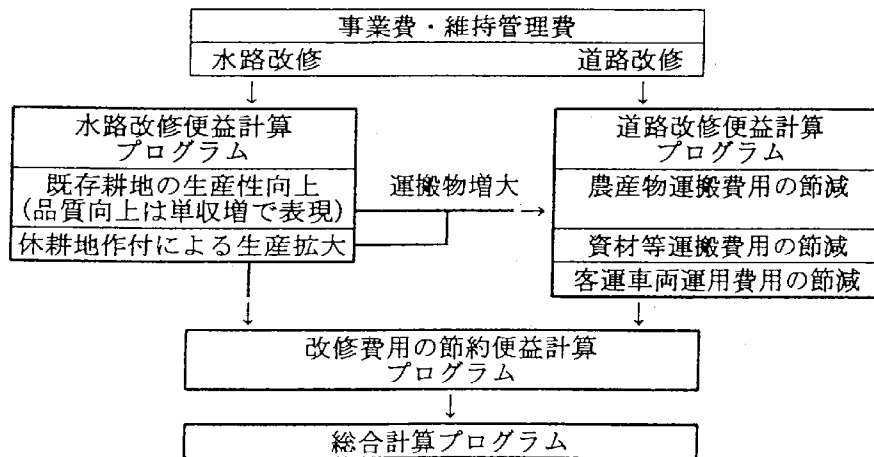 事業費・維持管理費
水路改修 道路改修
水路改修便益計算
プログラム
既存耕地の生産性向上
(品質向上は単収増で表現)
休耕地作付による生産拡大
運搬物増大
道路改修便益計算
プログラム
農産物運搬費用の節減
資材等運搬費用の節減
客運車両運用費用の節減
改修費用の節約便益計算
プログラム
総合計算プログラム